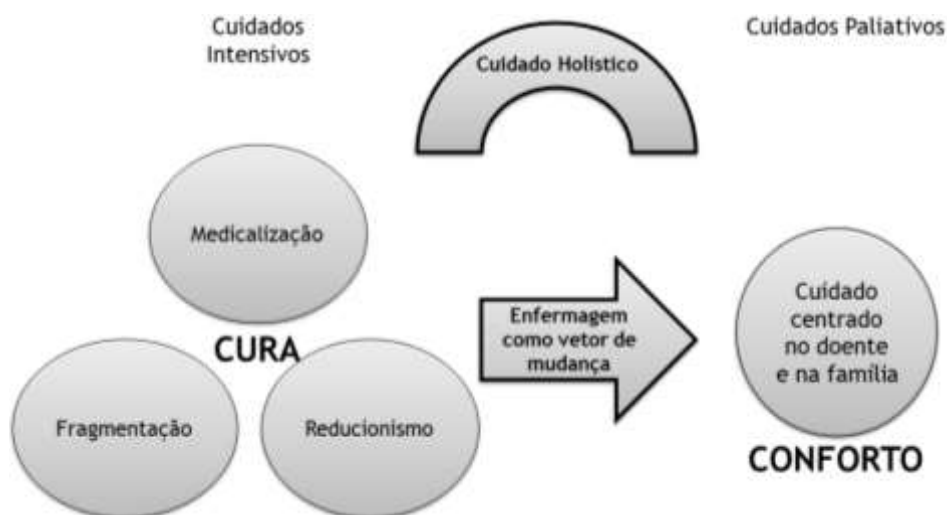 Cuidados
Intensivos
Cuidado Holístico
Cuidados Paliativos
Medicalização
CURA
Fragmentação
Reducionismo
Enfermagem
como vetor de
mudança
Cuidado
centrado
no doente
e na família
CONFORTO